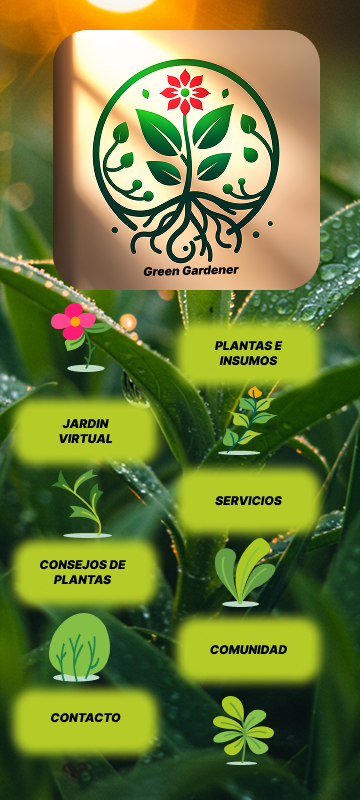 Green Gardener
PLANTAS E
INSUMOS
JARDIN
VIRTUAL
SERVICIOS
CONSEJOS DE
PLANTAS
COMUNIDAD
CONTACTO